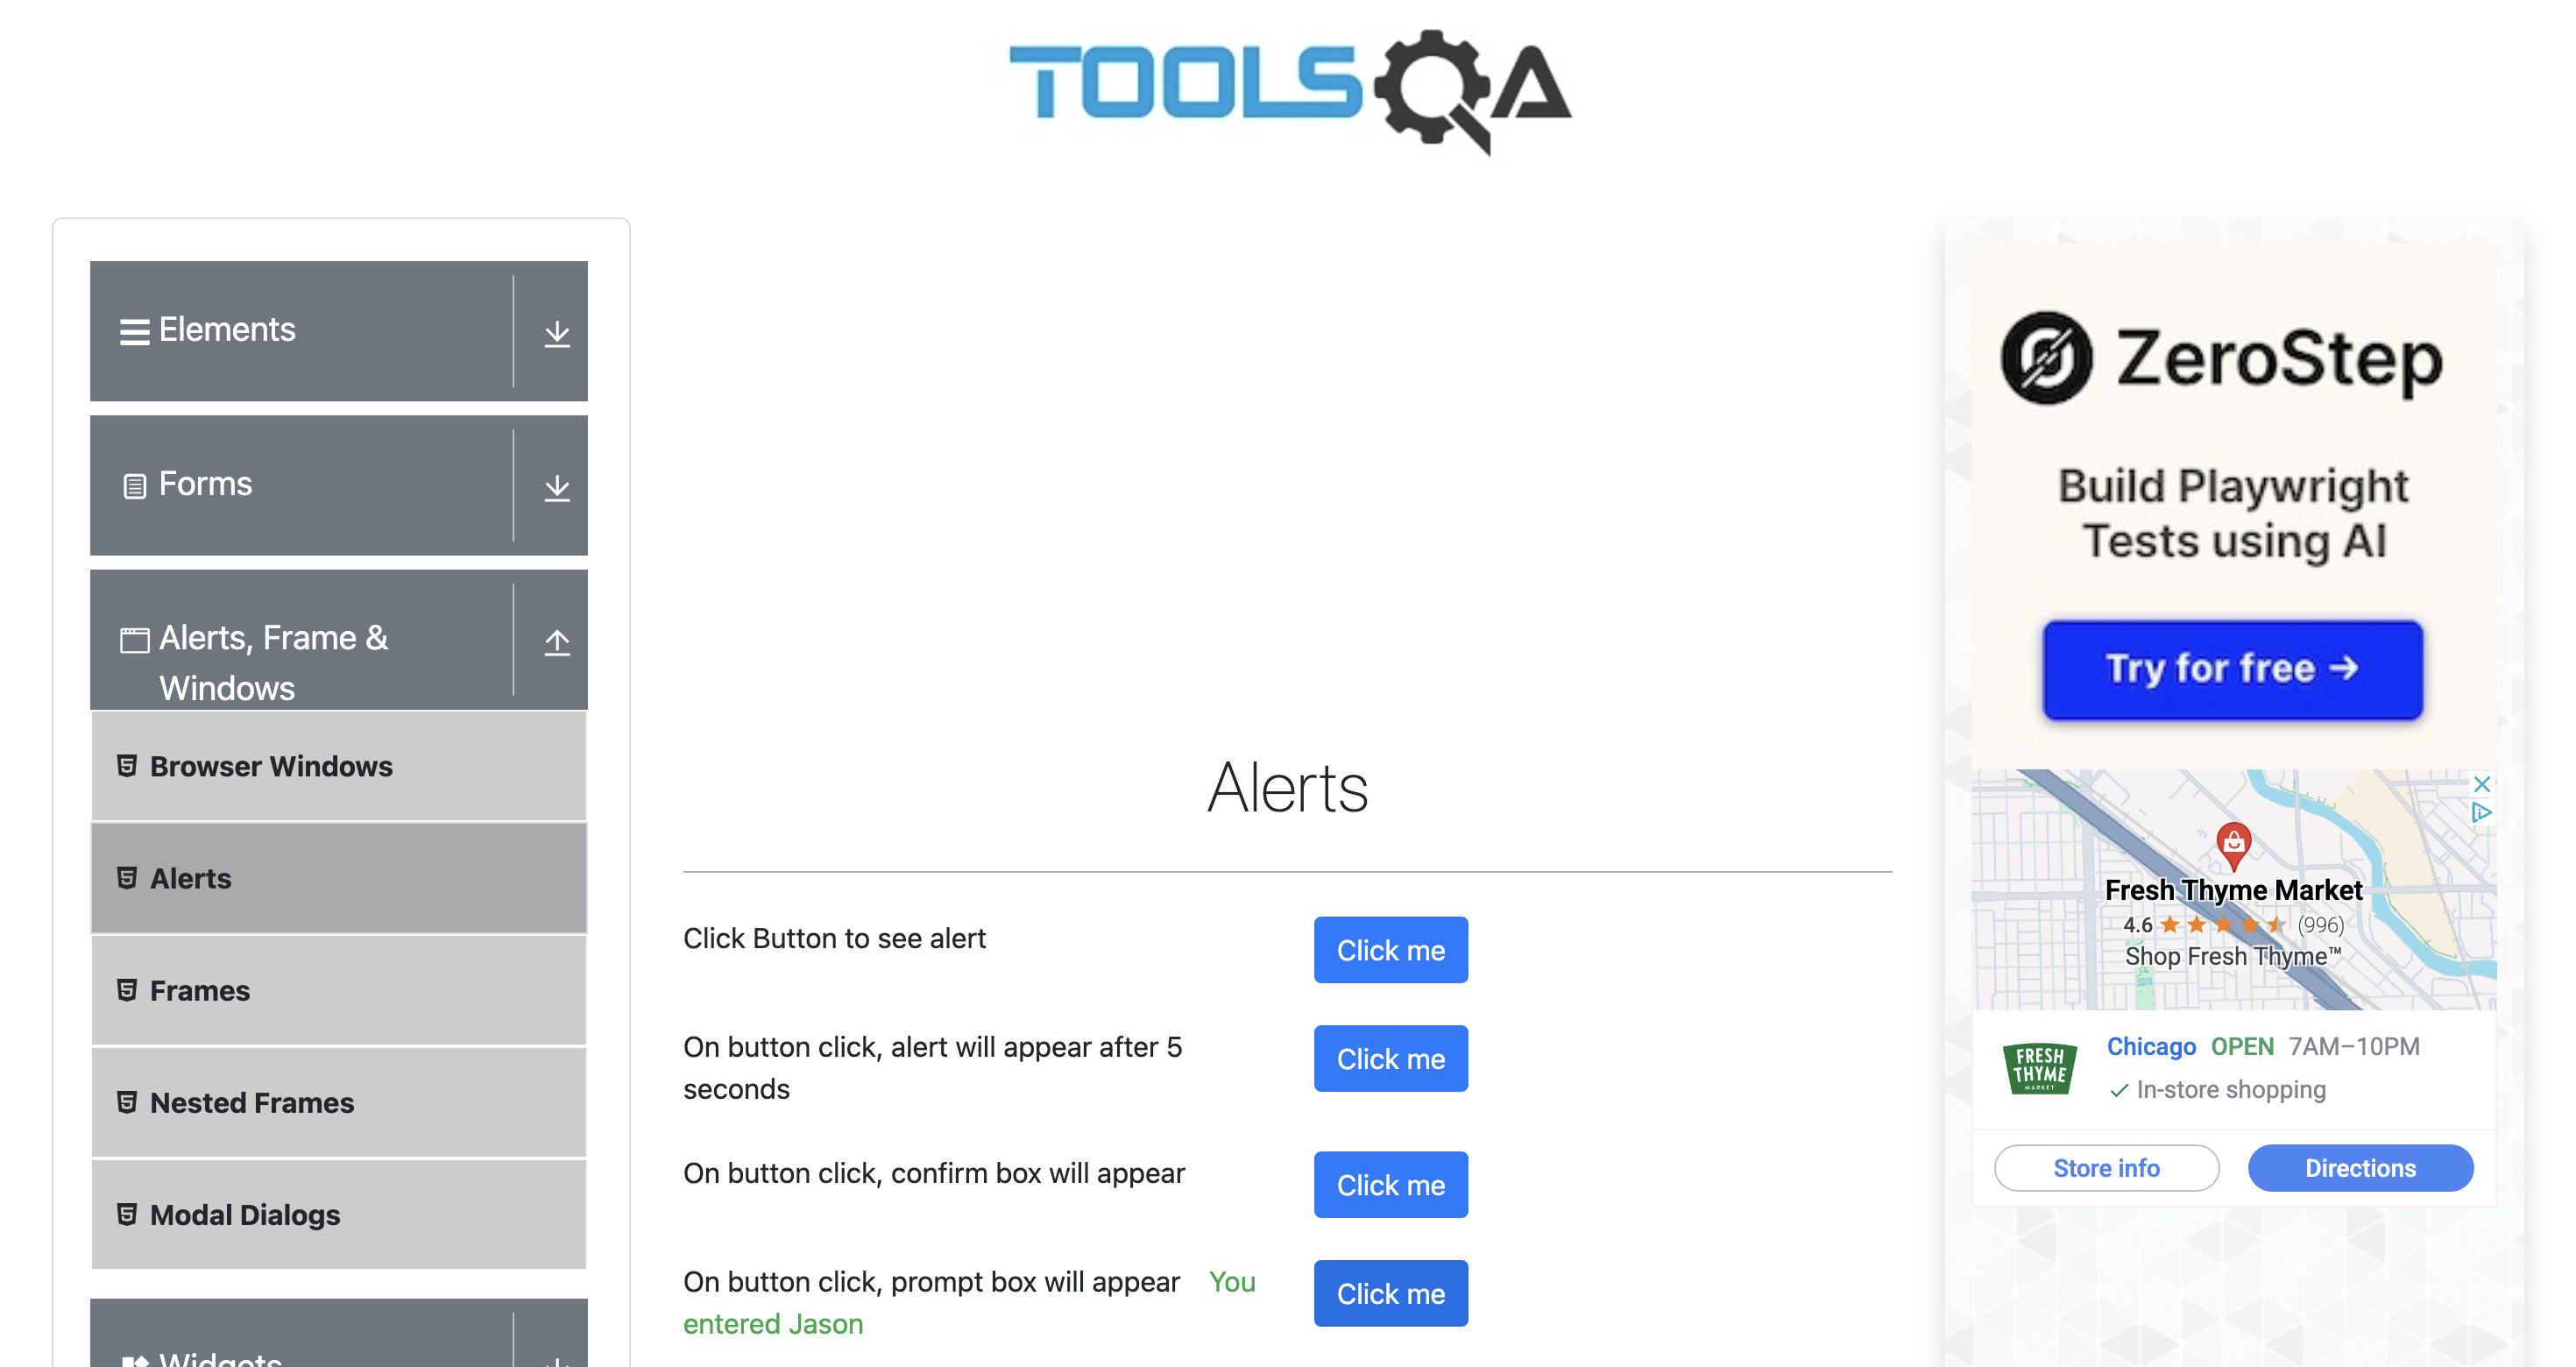 TOOLSQA
Elements
Forms
Alerts, Frame &
Windows
Browser Windows
Alerts
Frames
Nested Frames
Modal Dialogs
Widgets
Alerts
Click Button to see alert
Click me
On button click, alert will appear after 5
seconds
Click me
On button click, confirm box will appear
Click me
On button click, prompt box will appear You
entered Jason
Click me
ZeroStep
Build Playwright
Tests using AI
Try for free →
Fresh Thyme Market
4.6 ★★★★★ (996)
Shop Fresh Thyme™
FRESH
THYME
MARKET
Chicago OPEN 7AM–10PM
✓ In-store shopping
Store info
Directions